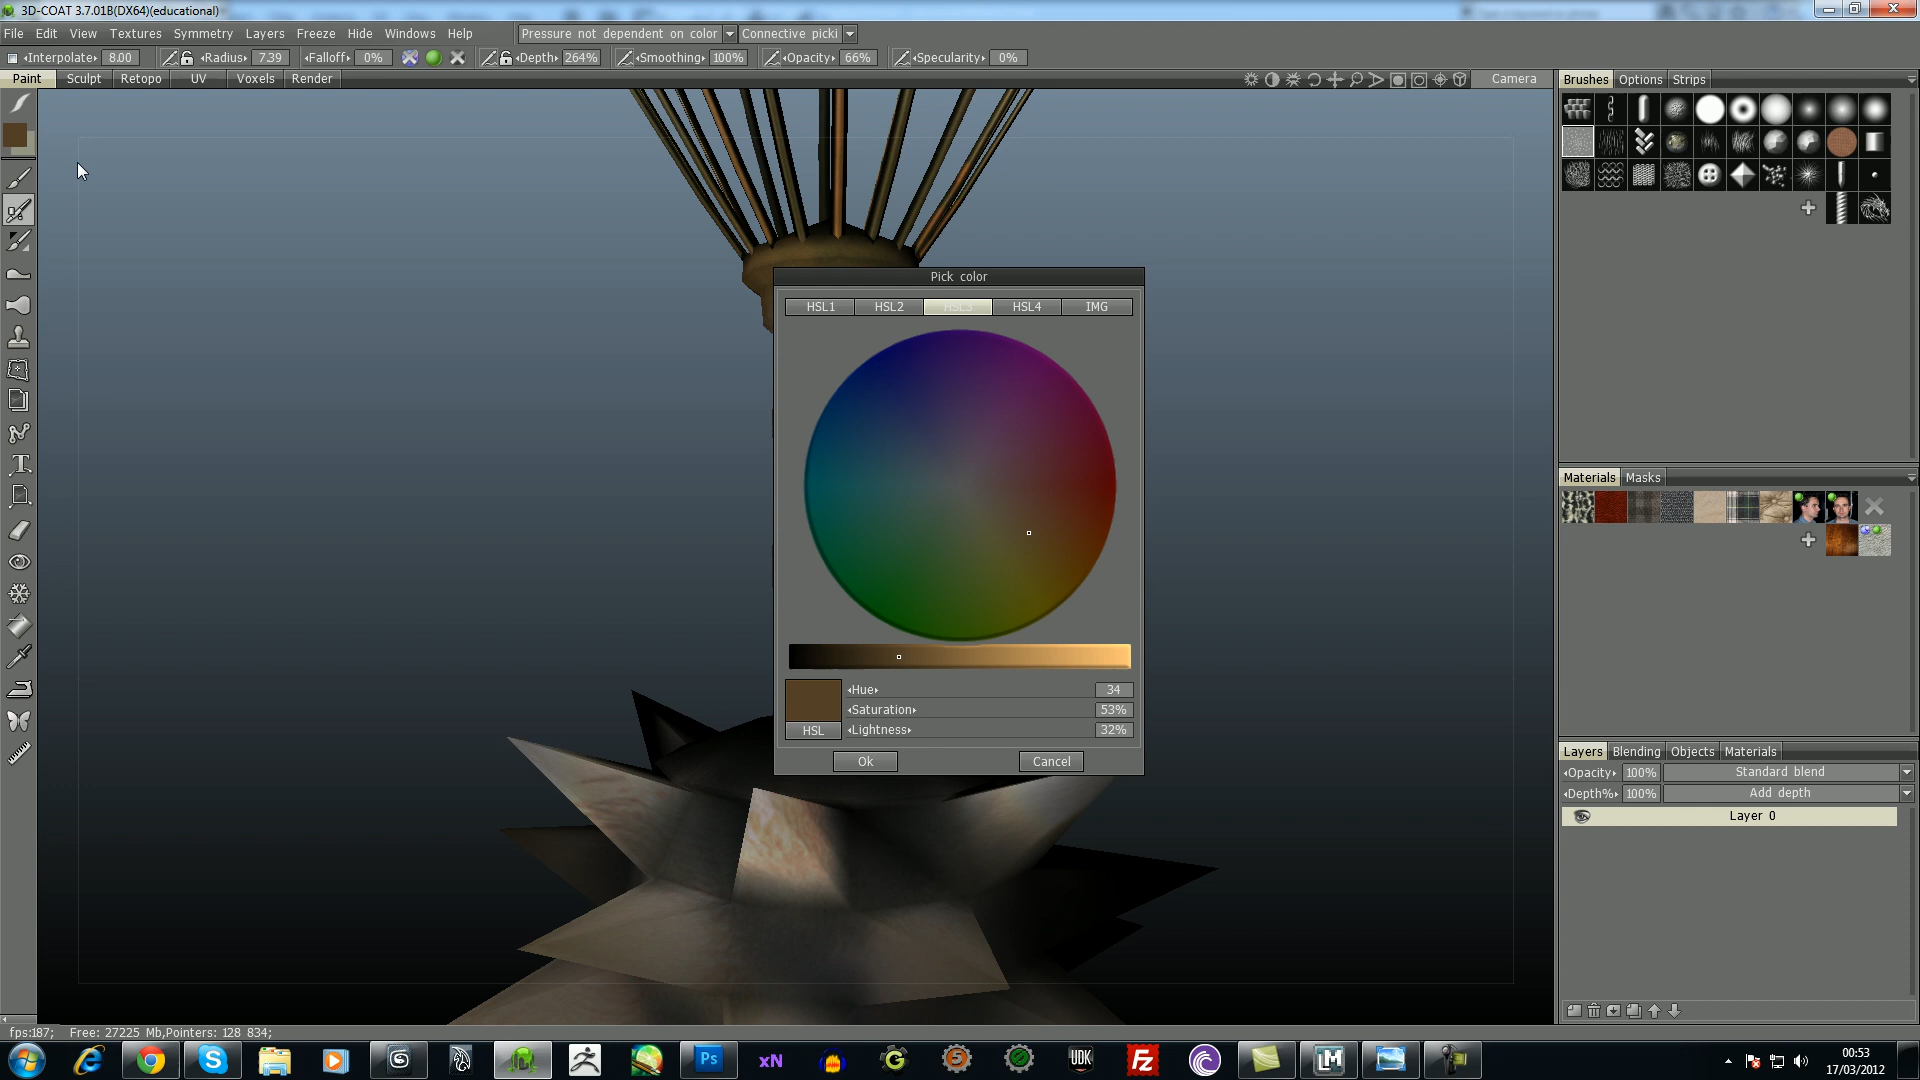 3D-COAT 3.7.01B(DX64)(educational)
File Edit View Textures Symmetry Layers Freeze Hide Windows Help Pressure not dependent on color Connective picki
Interpolate 8.00 Radius 7.39 Falloff 0% Depth 264% Smoothing 100% Opacity 66% Specularity 0%
Paint Sculpt Retopo UV Voxels Render Camera Brushes Options Strips
Pick color
HSL1 HSL2 HSL3 HSL4 IMG
Materials Masks
Hue 34
Saturation 53%
HSL Lightness 32%
Ok Cancel
Layers Blending Objects Materials
Opacity 100% Standard blend
Depth% 100% Add depth
Layer 0
fps:187; Free: 27225 Mb,Pointers: 128 834;
Ps xN G 5 UDK Fz LM
00:53
17/03/2012